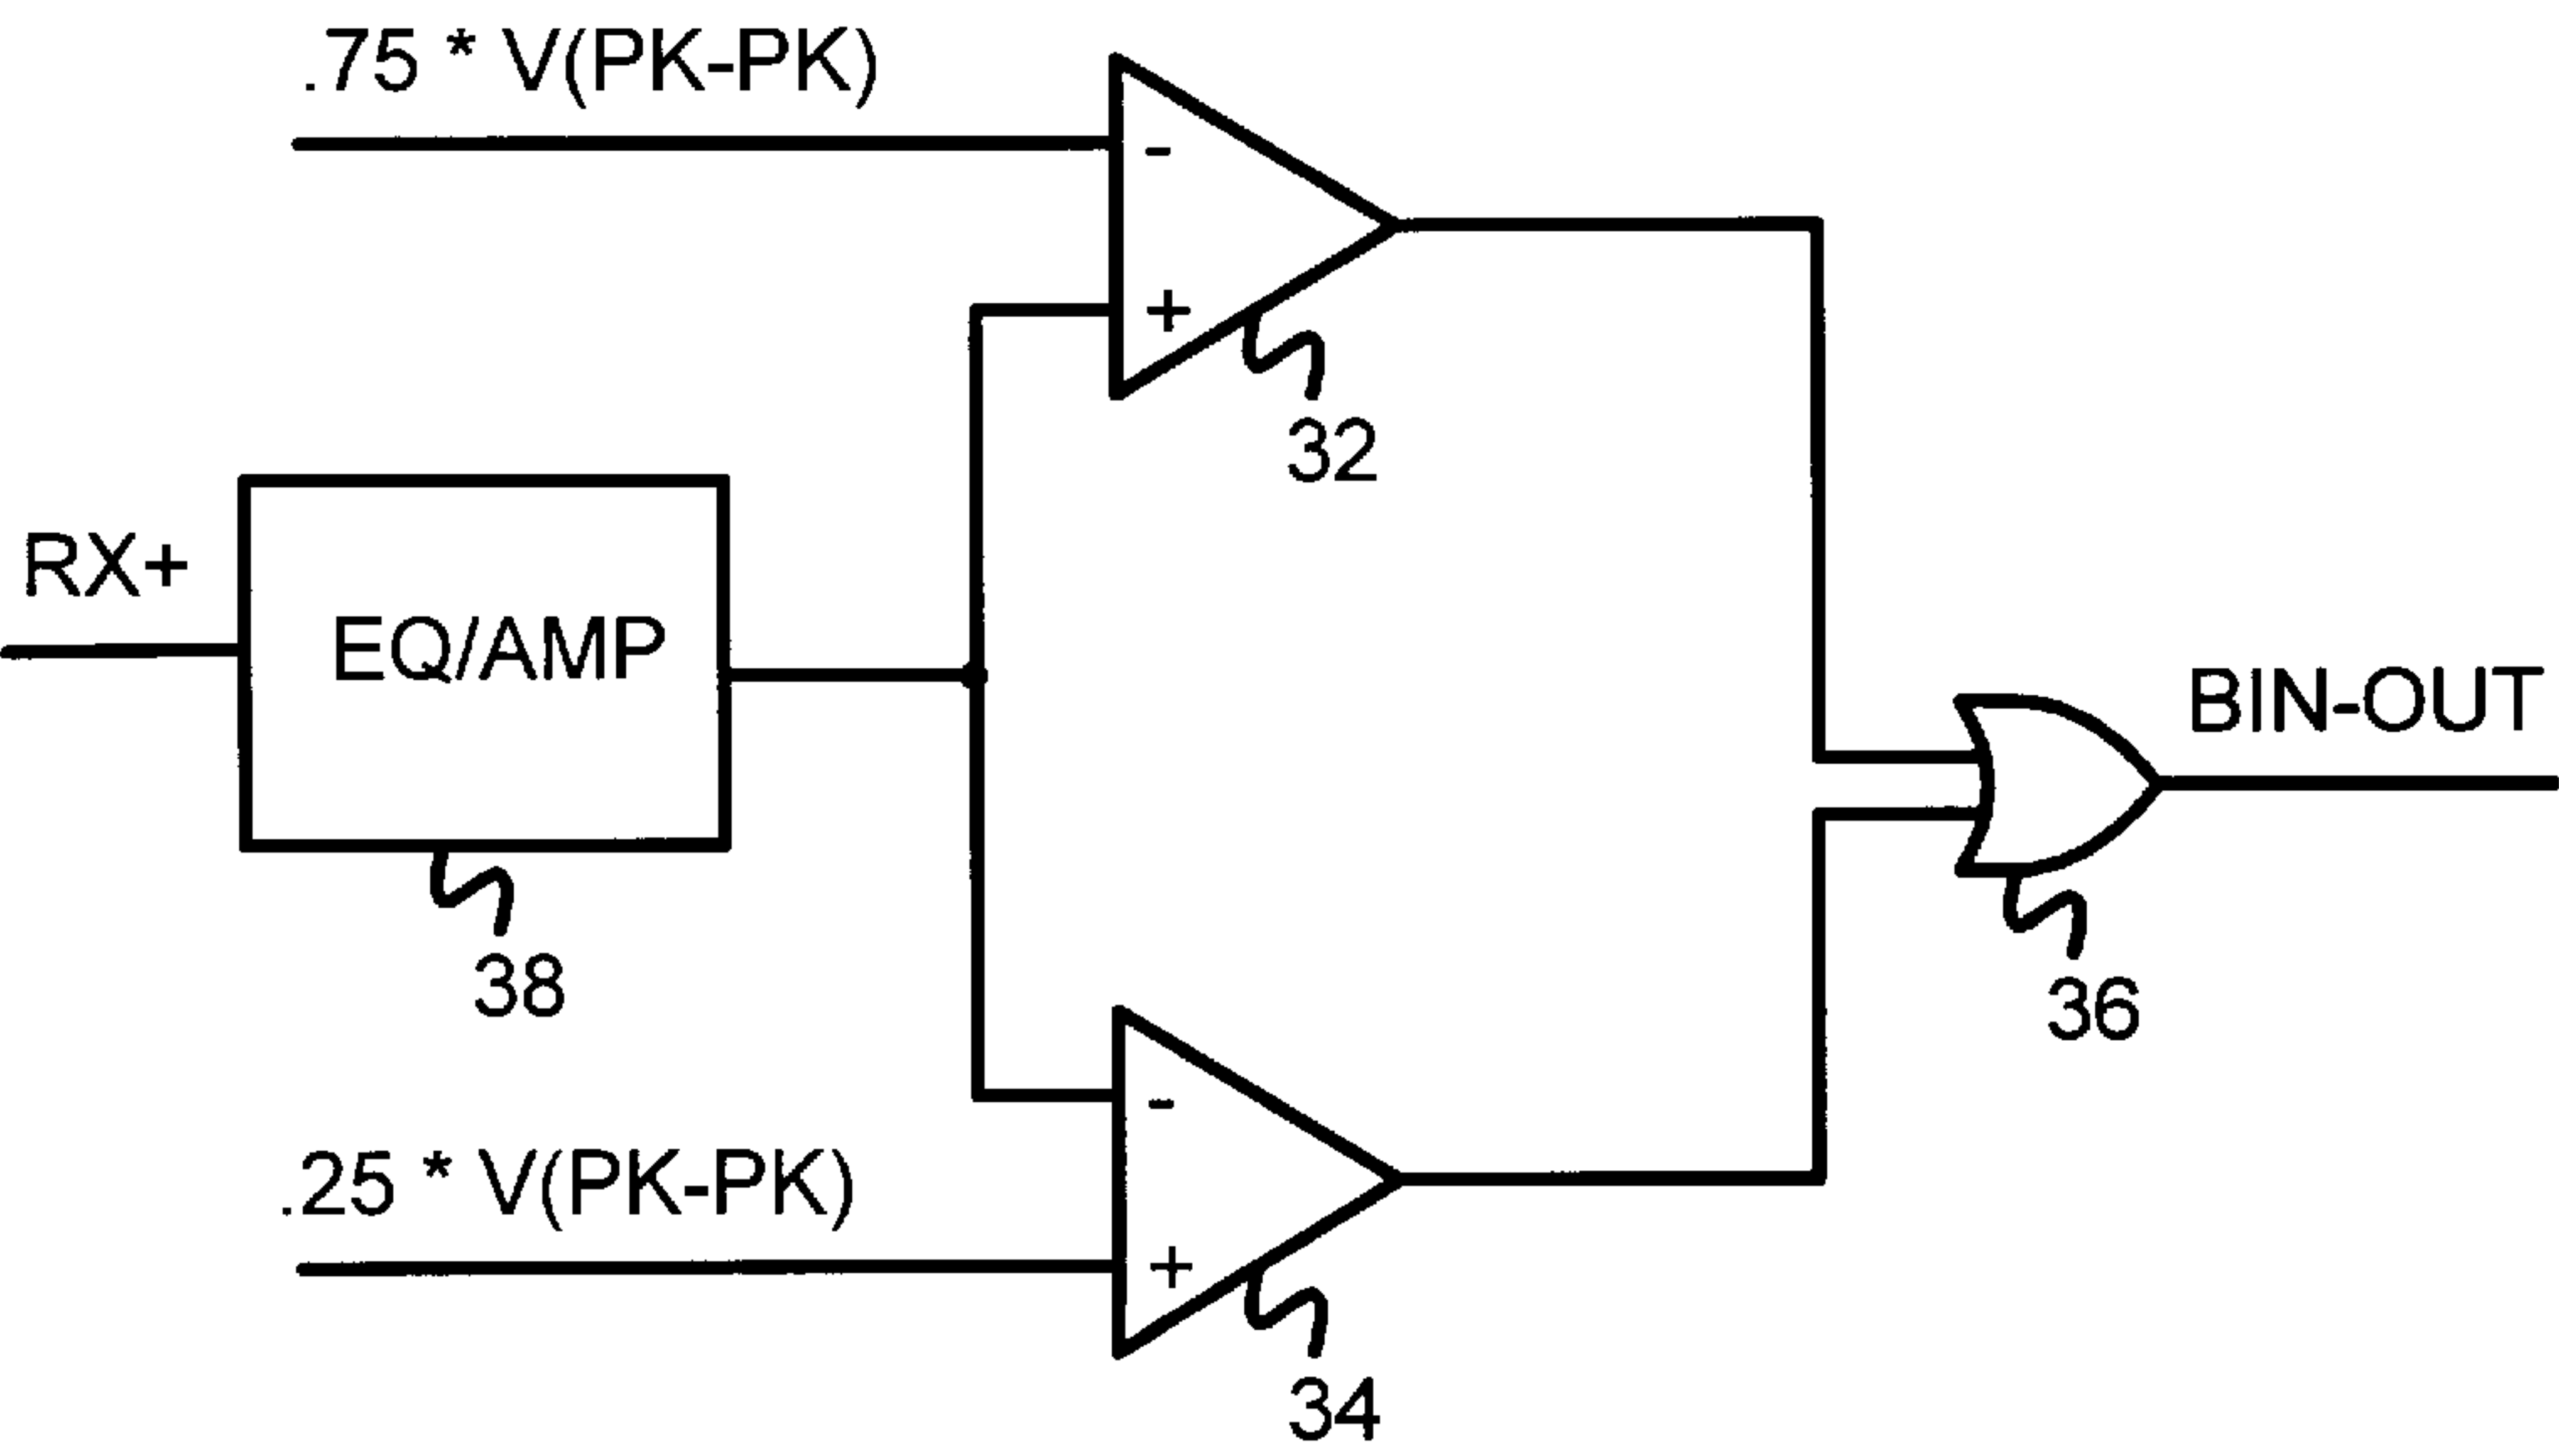 .75 * V(PK-PK)
-
+
32
RX+
EQ/AMP
38
BIN-OUT
36
-
.25 * V(PK-PK)
+
34